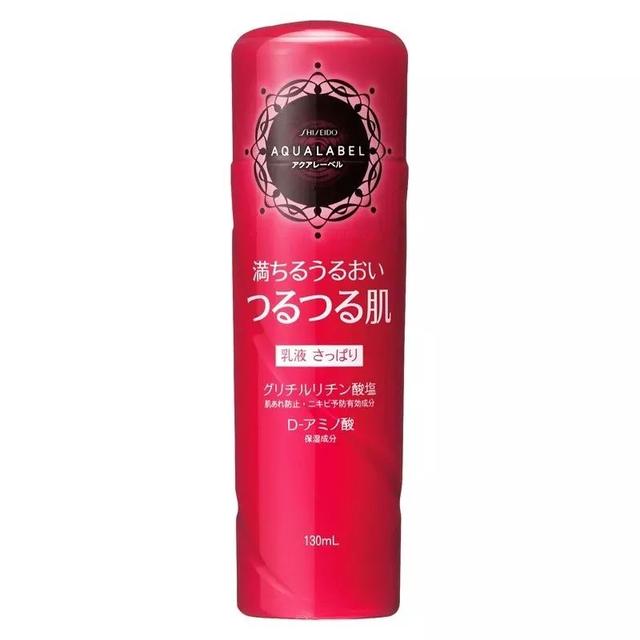 SHISEIDO
AQUALABEL
アクアレーベル
満ちるうるおい
つるつる肌
乳液 さっぱり
グリチルリチン酸塩
肌あれ防止・ニキビ予防有効成分
D-アミノ酸
保湿成分
130mL